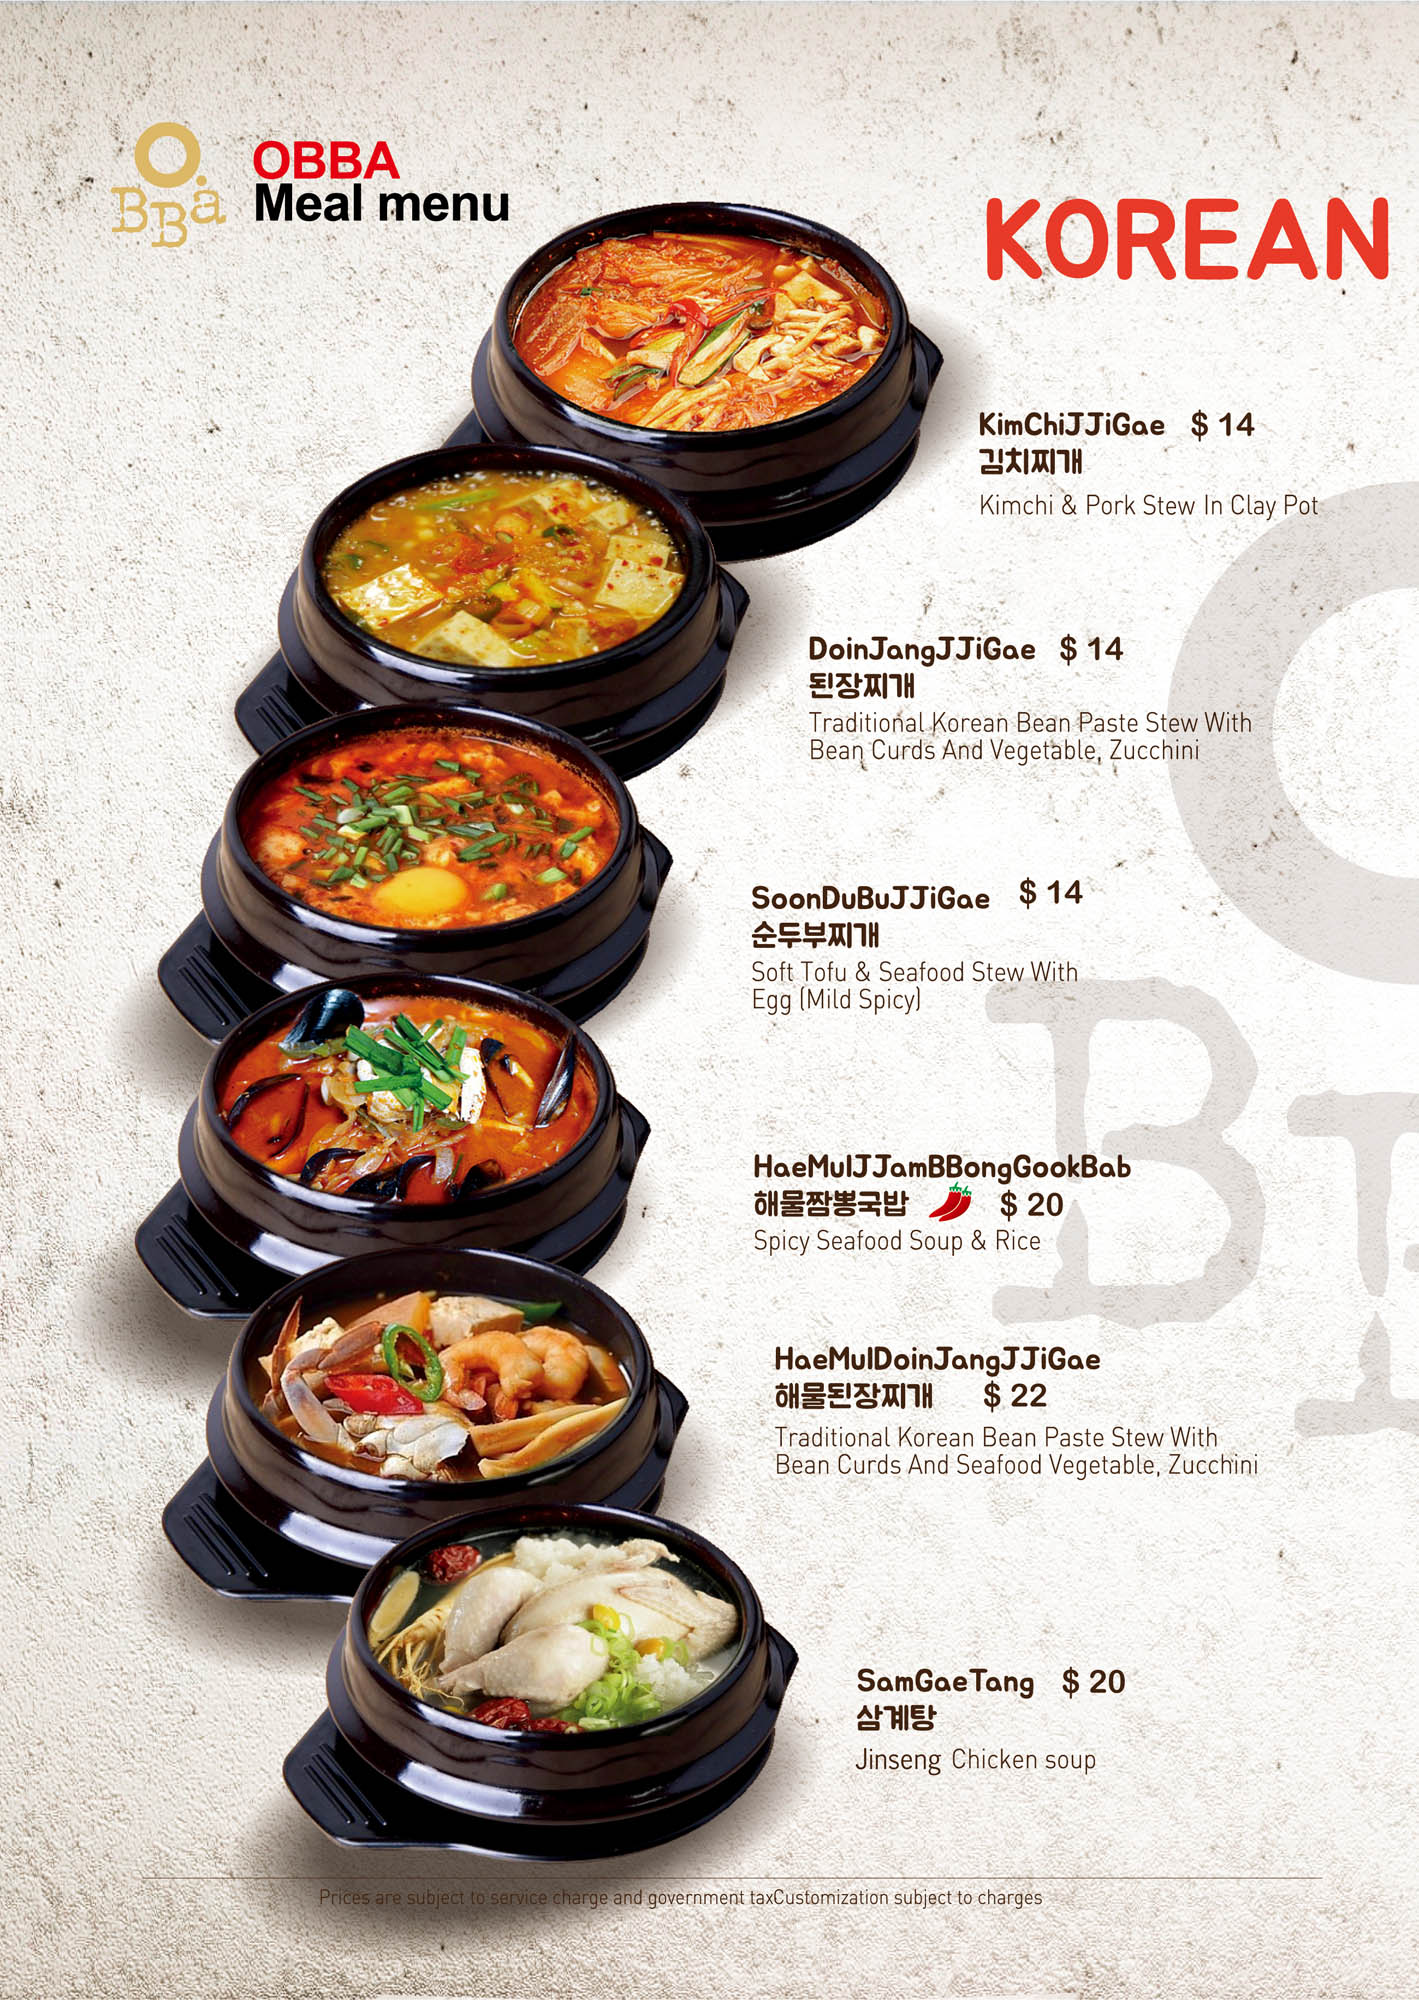 O.
BBa
OBBA
Meal menu
KOREAN
KimChiJJiGae $ 14
김치찌개
Kimchi & Pork Stew In Clay Pot
DoinJangJJiGae $ 14
된장찌개
Traditional Korean Bean Paste Stew With
Bean Curds And Vegetable, Zucchini
SoonDuBuJJiGae $ 14
순두부찌개
Soft Tofu & Seafood Stew With
Egg (Mild Spicy)
HaeMulJJamBBongGookBab
해물짬뽕국밥 $ 20
Spicy Seafood Soup & Rice
HaeMulDoinJangJJiGae
해물된장찌개 $ 22
Traditional Korean Bean Paste Stew With
Bean Curds And Seafood Vegetable, Zucchini
SamGaeTang $ 20
삼계탕
Jinseng Chicken soup
Prices are subject to service charge and government taxCustomization subject to charges